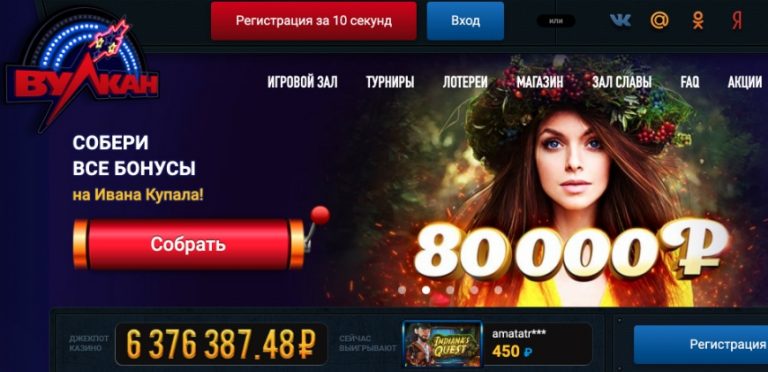 ВУЛКАН
Регистрация за 10 секунд
Вход
или
ИГРОВОЙ ЗАЛ
ТУРНИРЫ
ЛОТЕРЕИ
МАГАЗИН
ЗАЛ СЛАВЫ
FAQ
АКЦИИ
СОБЕРИ
ВСЕ БОНУСЫ
на Ивана Купала!
Собрать
80 000 ₽
ДЖЕКПОТ
КАЗИНО
6 376 387.48 ₽
СЕЙЧАС
ВЫИГРЫВАЮТ
INDIANA'S
QUEST
amatatr***
450 ₽
Регистрация